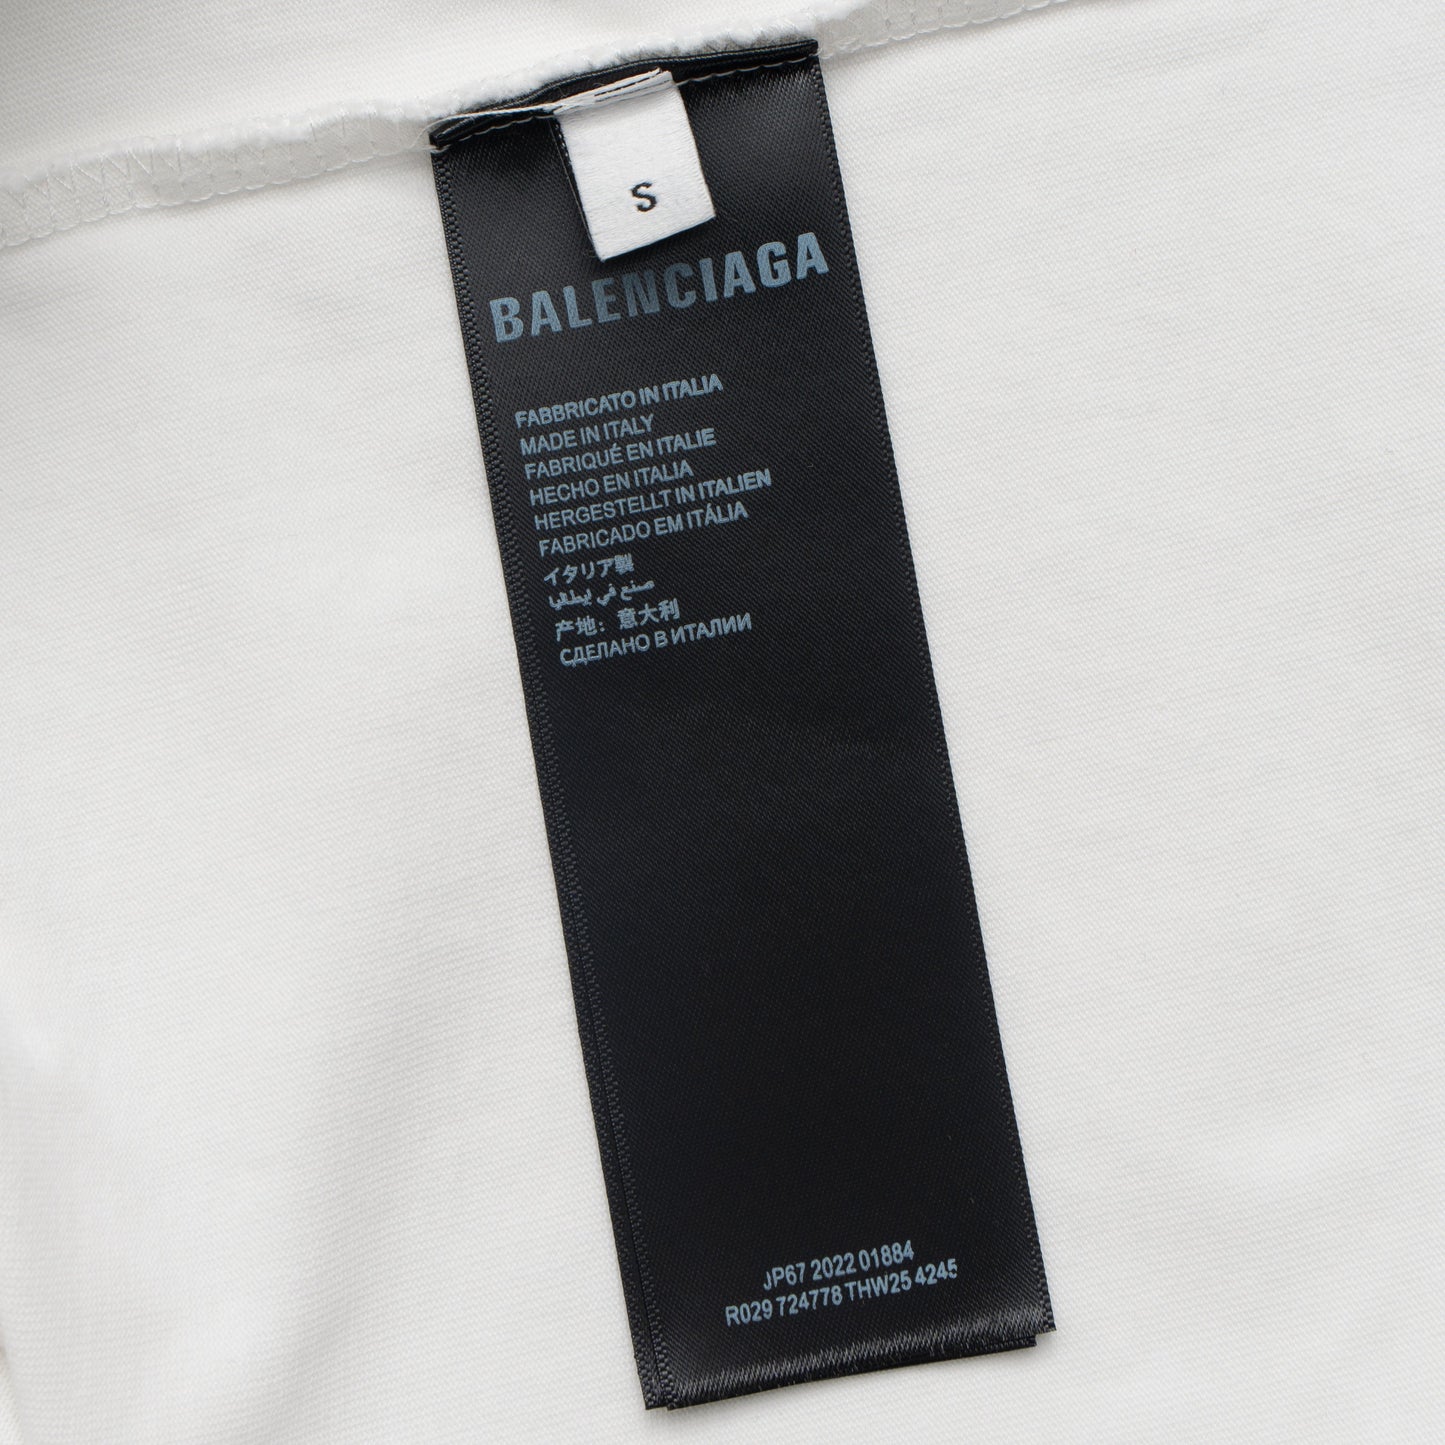 S
BALENCIAGA
FABBRICATO IN ITALIA
MADE IN ITALY
FABRIQUÉ EN ITALIE
HECHO EN ITALIA
HERGESTELLT IN ITALIEN
FABRICADO EM ITÁLIA
イタリア製
صنع في إيطاليا
产地：意大利
СДЕЛАНО В ИТАЛИИ
JP67 2022 01884
R029 724778 THW25 4245